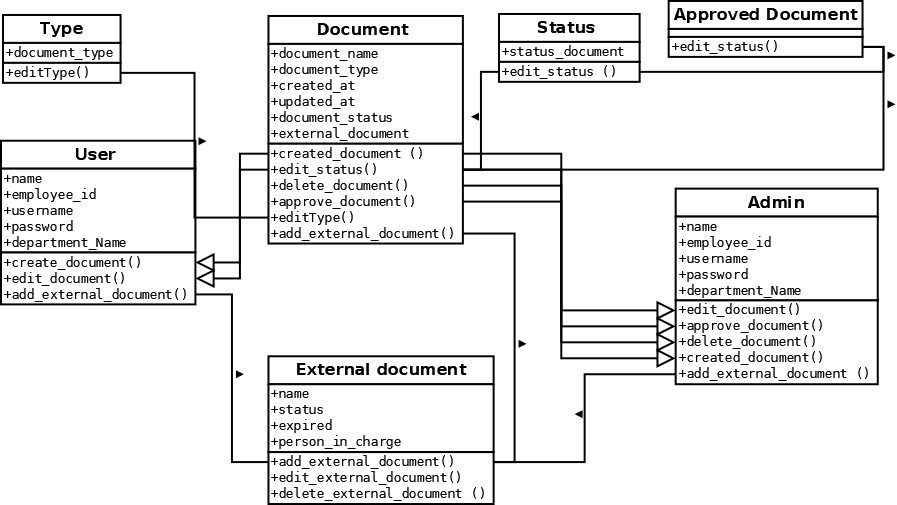 Type
+document_type
+editType()
Document
+document_name
+document_type
+created_at
+updated_at
+document_status
+external_document
+created_document ()
+edit_status()
+delete_document()
+approve_document()
+editType()
+add_external_document()
Status
+status_document
+edit_status ()
Approved Document
+edit_status()
User
+name
+employee_id
+username
+password
+department_Name
+create_document()
+edit_document()
+add_external_document()
Admin
+name
+employee_id
+username
+password
+department_Name
+edit_document()
+approve_document()
+delete_document()
+created_document()
+add_external_document ()
External document
+name
+status
+expired
+person_in_charge
+add_external_document()
+edit_external_document()
+delete_external_document ()